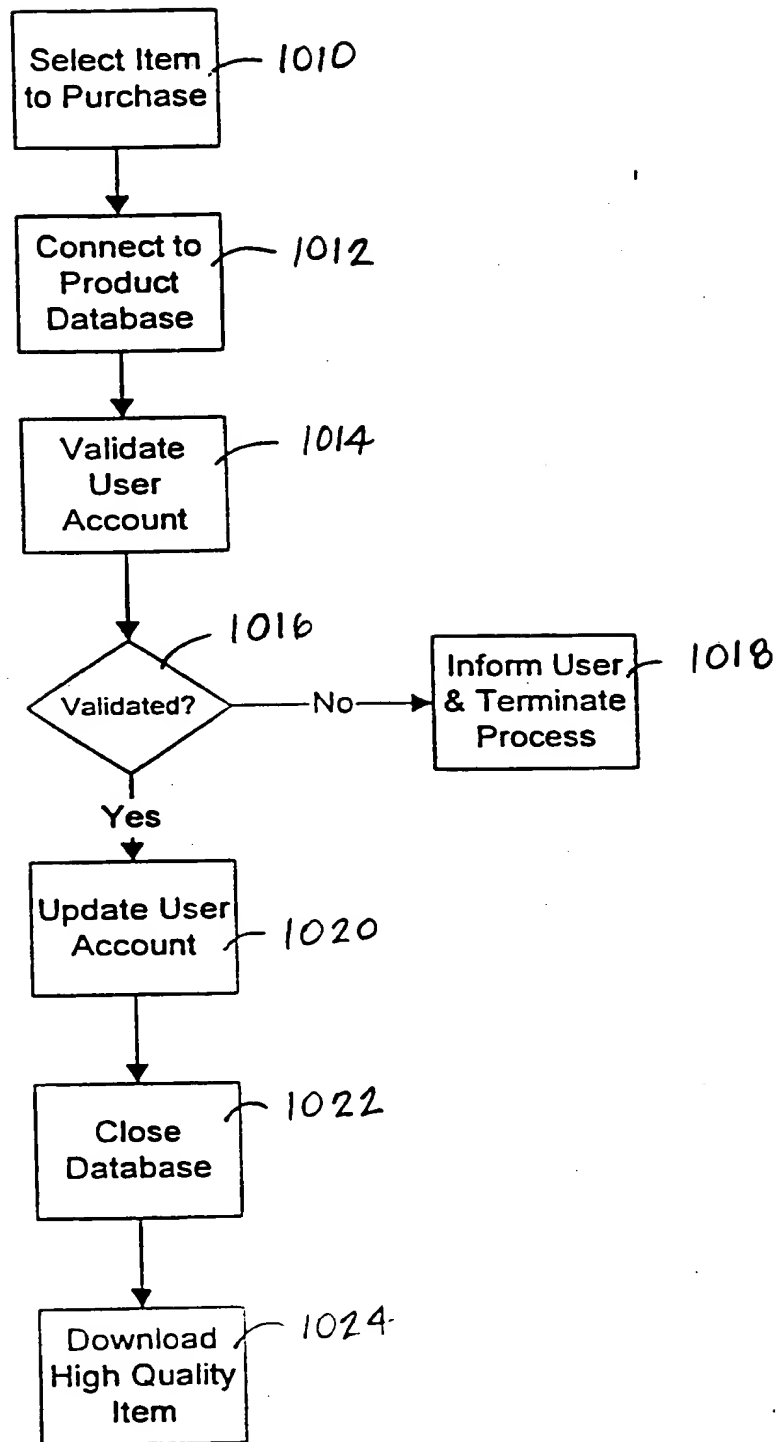 Select Item
to Purchase
1010
Connect to
Product
Database
1012
Validate
User
Account
1014
Validated?
1016
No
Inform User
& Terminate
Process
1018
Yes
Update User
Account
1020
Close
Database
1022
Download
High Quality
Item
1024